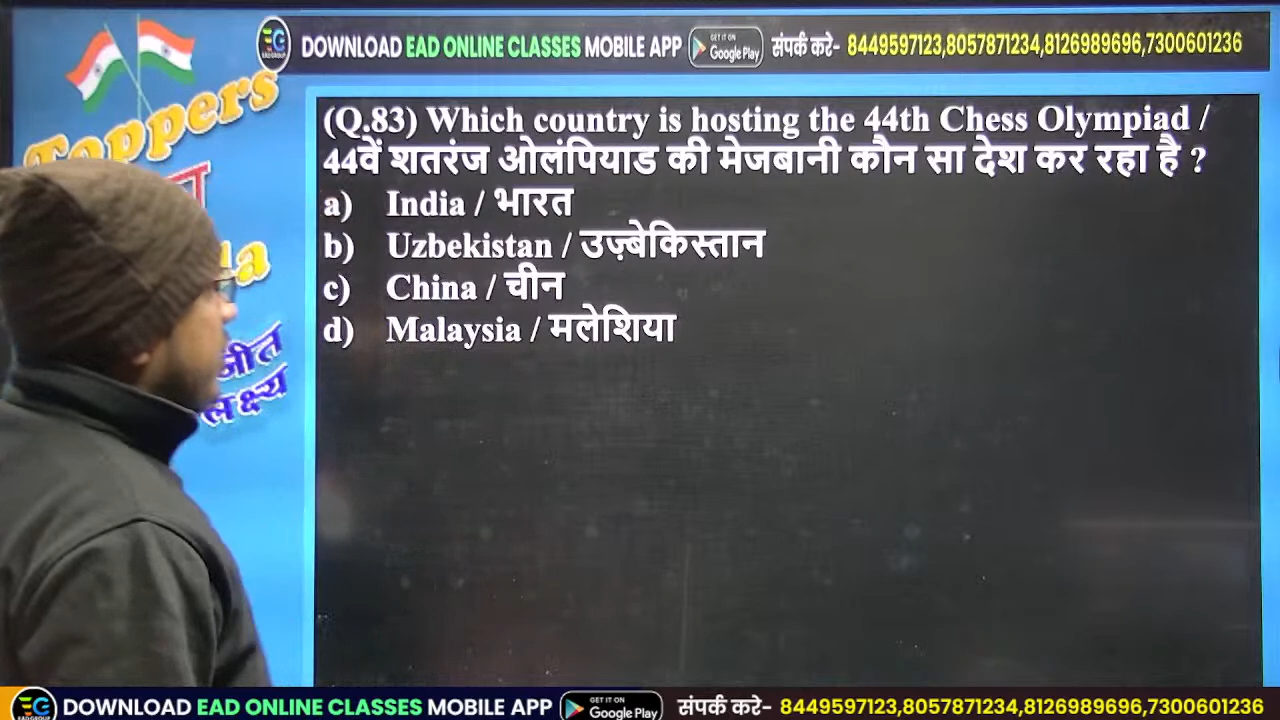 DOWNLOAD EAD ONLINE CLASSES MOBILE APP GET IT ON Google Play संपर्क करे- 8449597123,8057871234,8126989696,7300601236
Toppers
(Q.83) Which country is hosting the 44th Chess Olympiad /
44वें शतरंज ओलंपियाड की मेजबानी कौन सा देश कर रहा है ?
a) India / भारत
b) Uzbekistan / उज़्बेकिस्तान
c) China / चीन
d) Malaysia / मलेशिया
जीत
लक्ष्य
DOWNLOAD EAD ONLINE CLASSES MOBILE APP GET IT ON Google Play संपर्क करे- 8449597123,8057871234,8126989696,7300601236